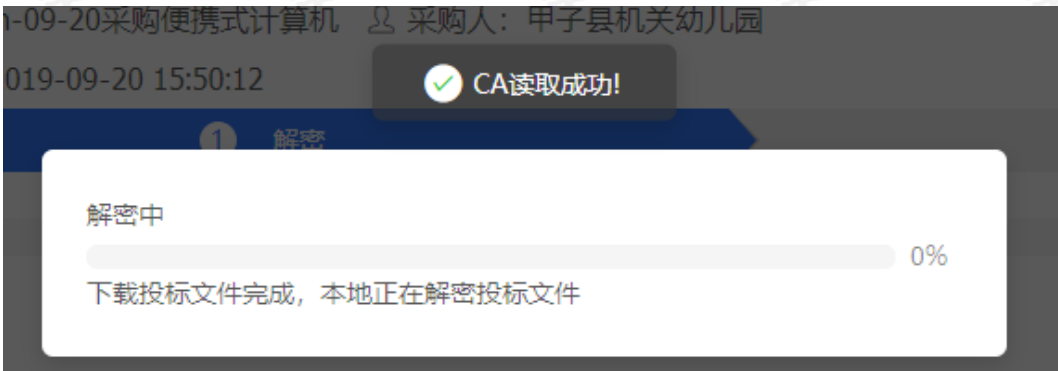 -09-20采购便携式计算机 采购人：甲子县机关幼儿园
019-09-20 15:50:12
CA读取成功!
1 解密
解密中
0%
下载投标文件完成，本地正在解密投标文件